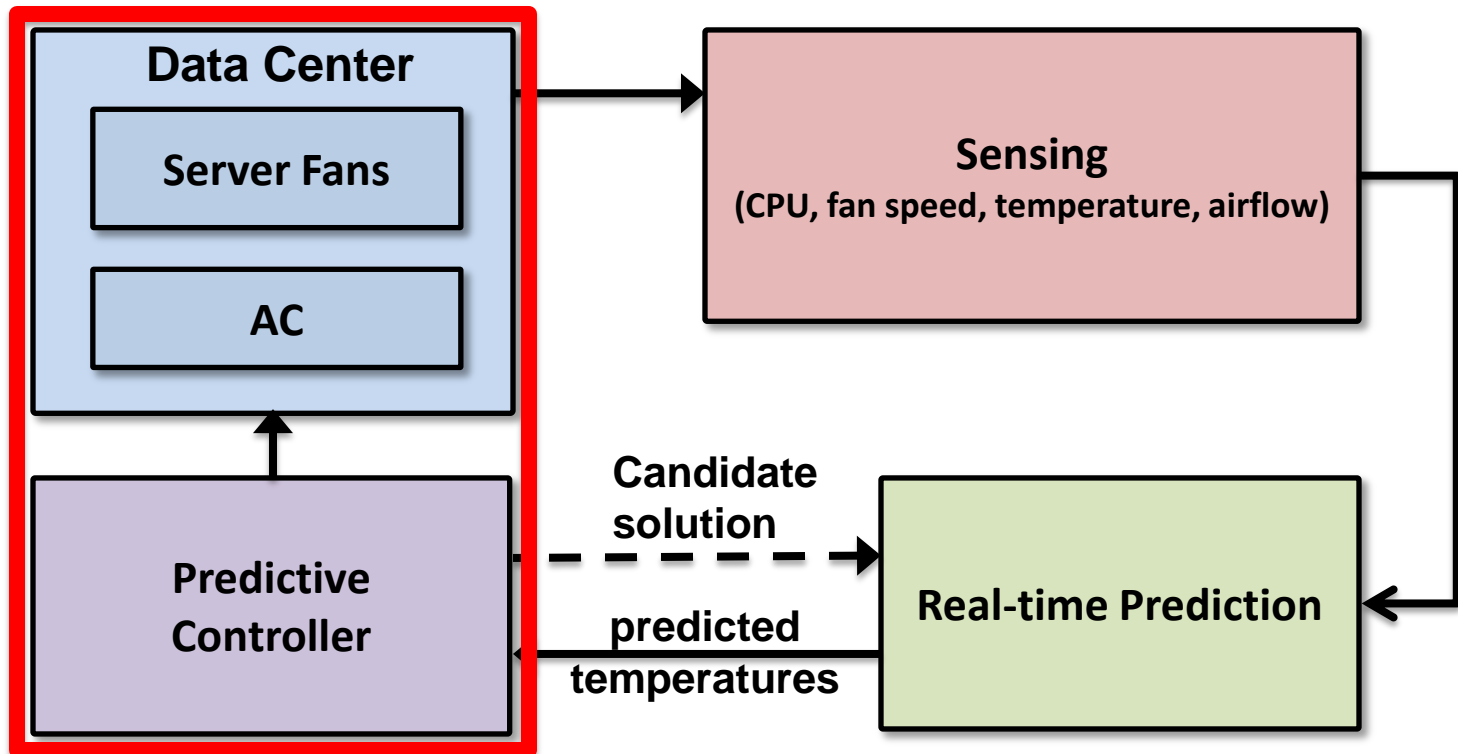 Data Center
Server Fans
AC
Sensing
(CPU, fan speed, temperature, airflow)
Predictive
Controller
Candidate
solution
predicted
temperatures
Real-time Prediction